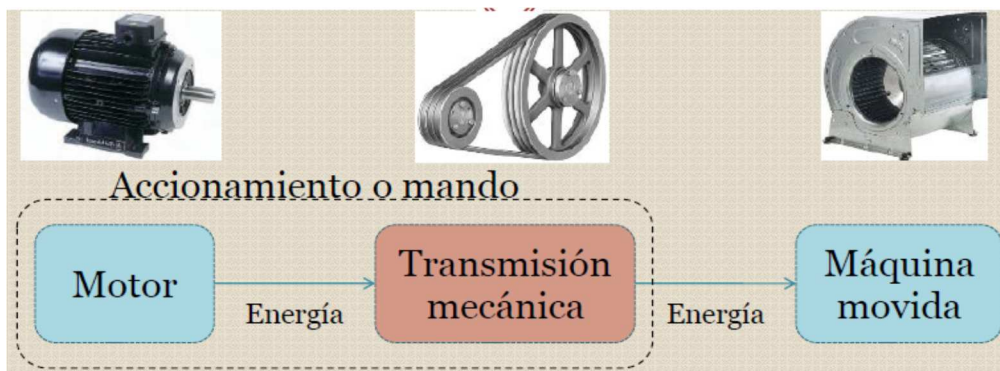 Accionamiento o mando
Motor
Energía
Transmisión
mecánica
Energía
Máquina
movida